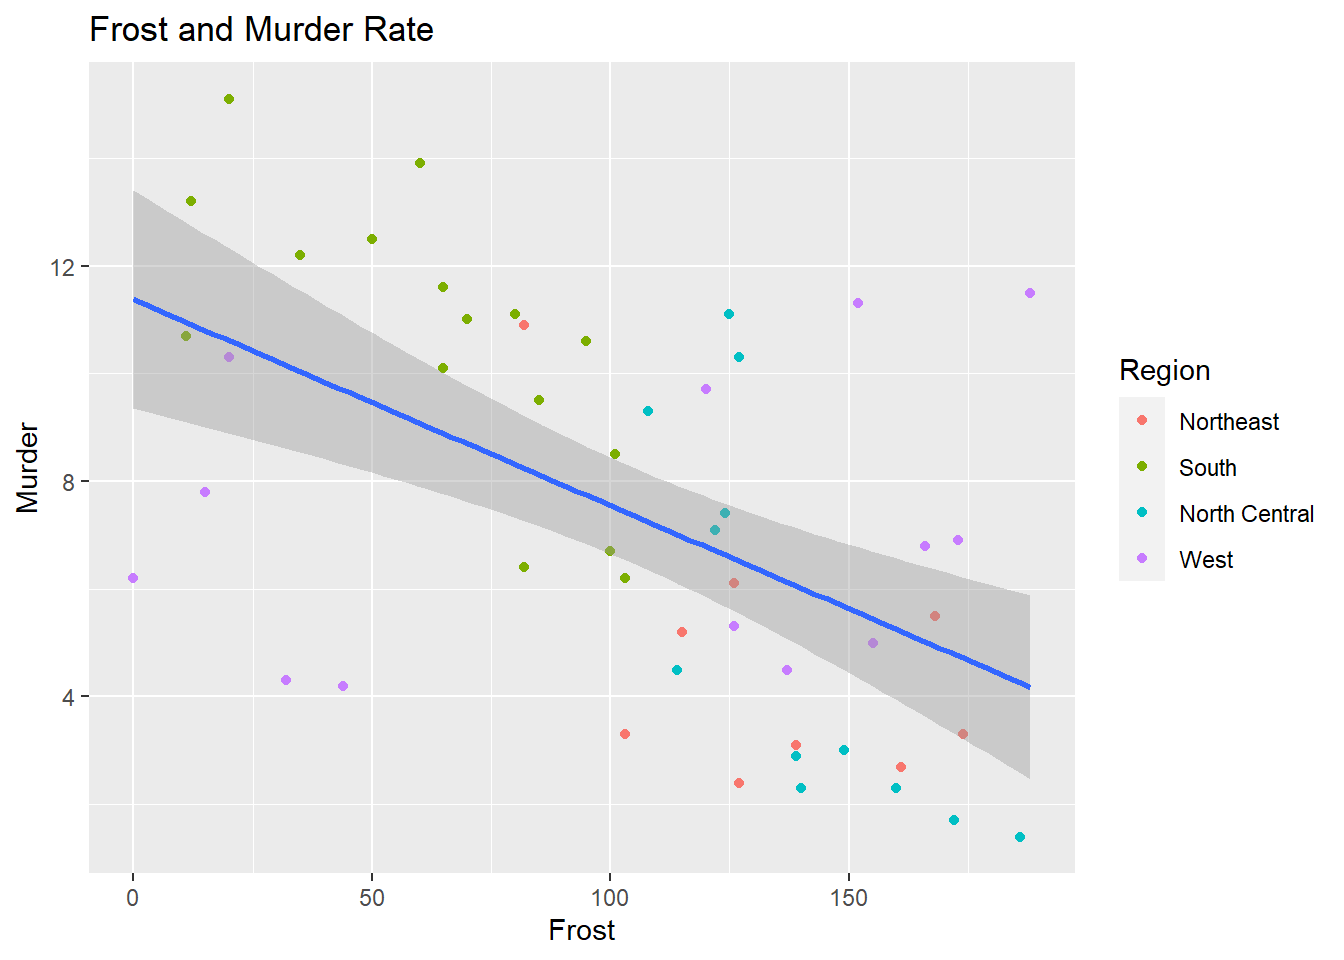 Frost and Murder Rate
Murder
12
8
4
0
50
100
150
Frost
Region
Northeast
South
North Central
West